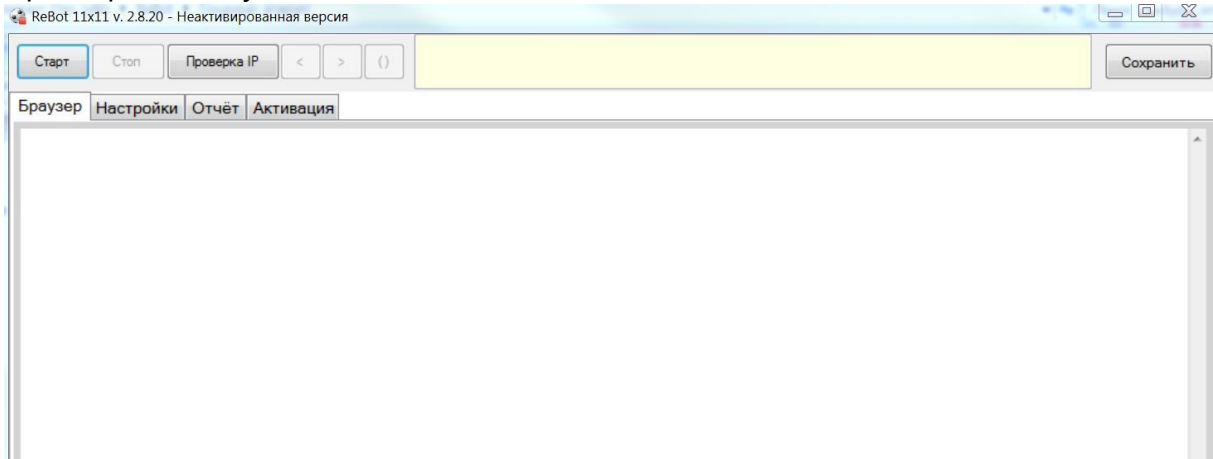 ReBot 11x11 v. 2.8.20 - Неактивированная версия
Старт Стоп Проверка IP < > () Сохранить
Браузер Настройки Отчёт Активация